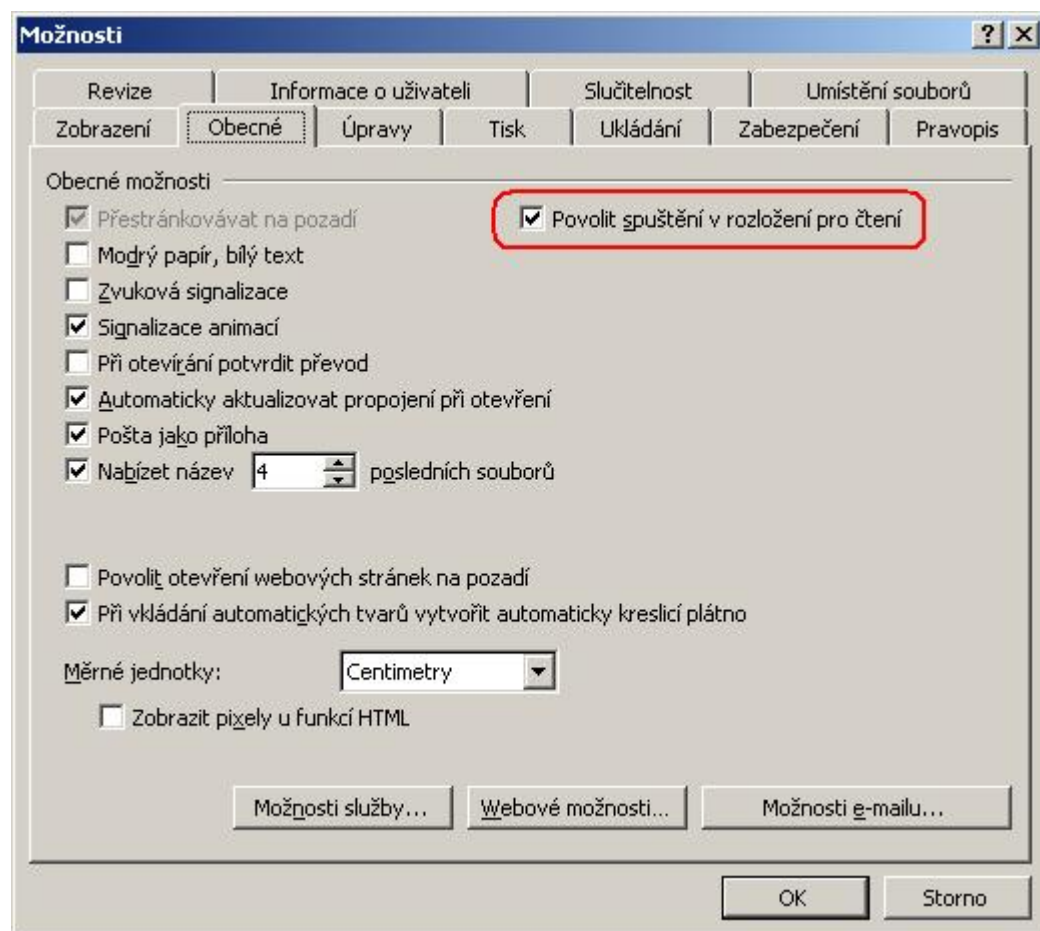 Možnosti
Revize Informace o uživateli Slučitelnost Umístění souborů
Zobrazení Obecné Úpravy Tisk Ukládání Zabezpečení Pravopis
Obecné možnosti
Přestránkovávat na pozadí Povolit spuštění v rozložení pro čtení
Modrý papír, bílý text
Zvuková signalizace
Signalizace animací
Při otevírání potvrdit převod
Automaticky aktualizovat propojení při otevření
Pošta jako příloha
Nabízet název 4 posledních souborů
Povolit otevření webových stránek na pozadí
Při vkládání automatických tvarů vytvořit automaticky kreslicí plátno
Měrné jednotky: Centimetry
Zobrazit pixely u funkcí HTML
Možnosti služby... Webové možnosti... Možnosti e-mailu...
OK Storno